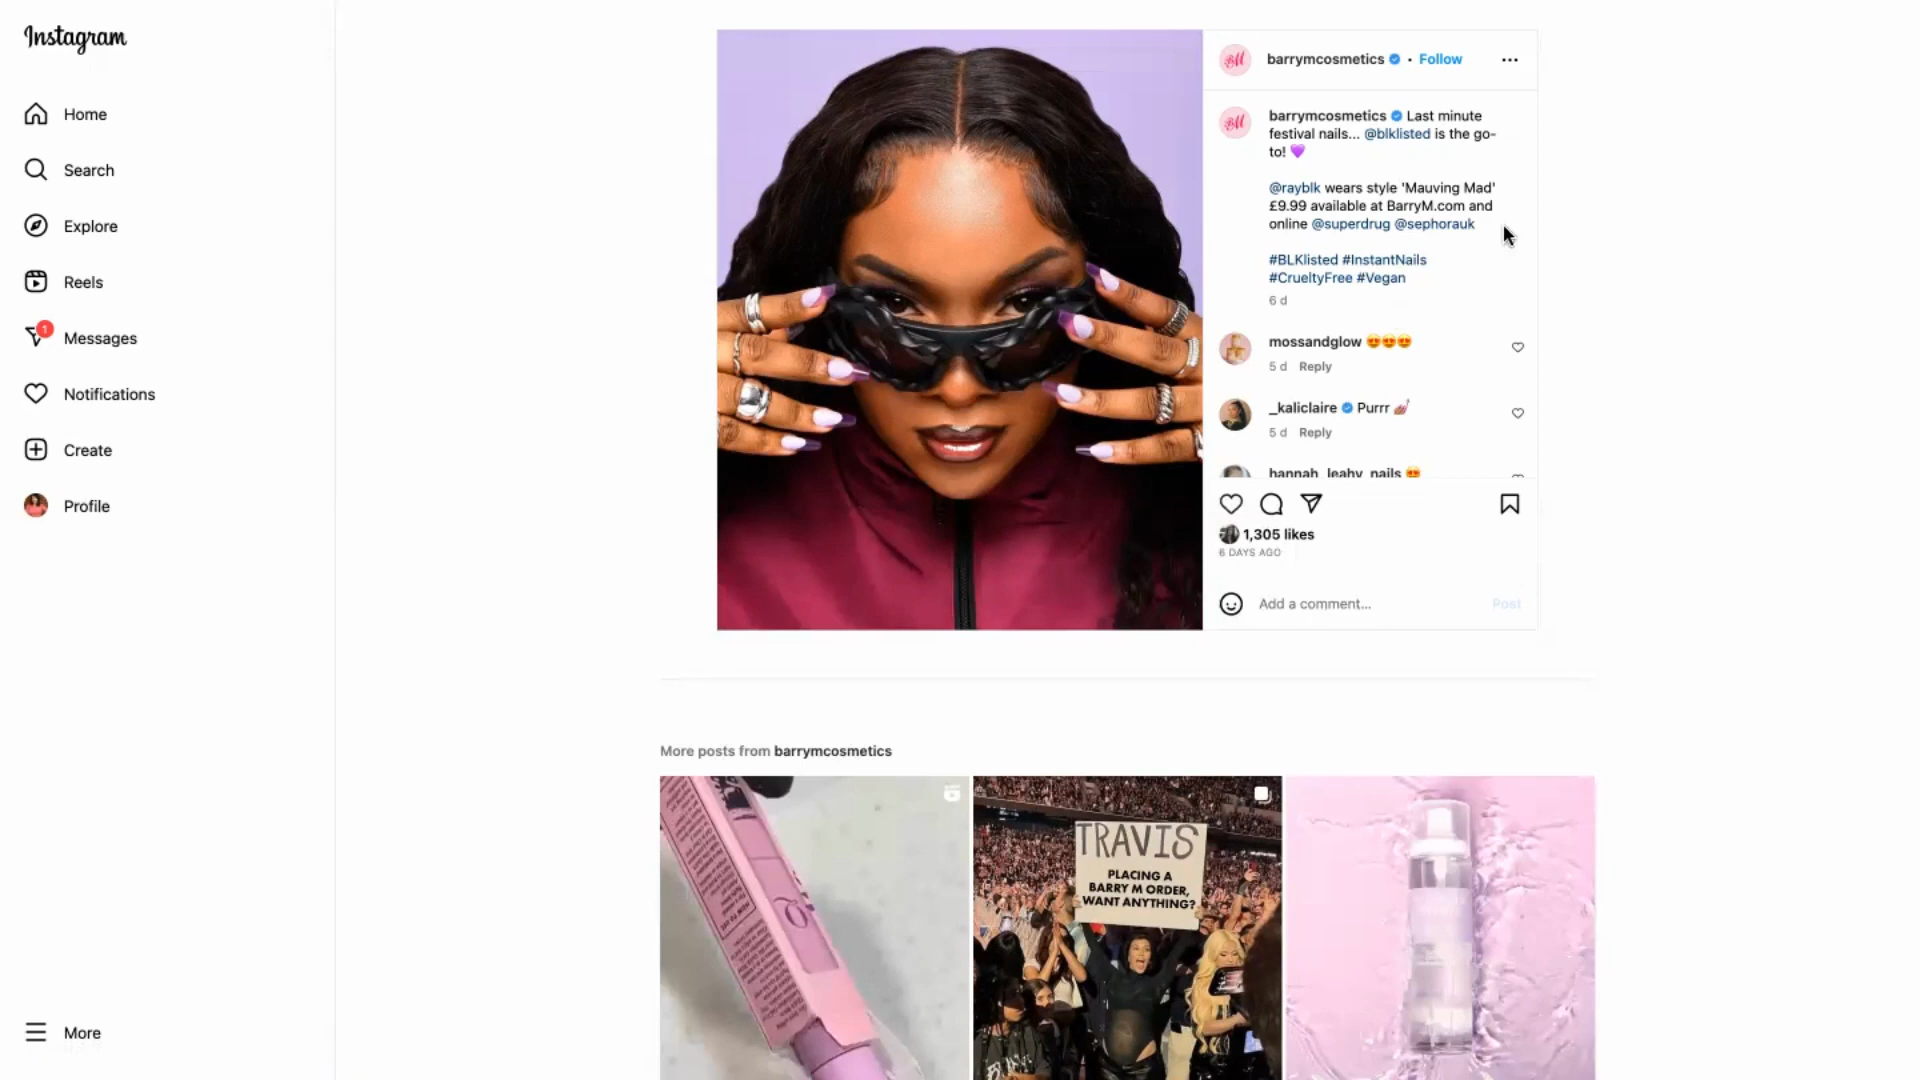 Instagram
Home
Search
Explore
Reels
1
Messages
Notifications
Create
Profile
More
barrymcosmetics • Follow
barrymcosmetics Last minute
festival nails... @blklisted is the go-
to! 💜
@rayblk wears style 'Mauving Mad'
£9.99 available at BarryM.com and
online @superdrug @sephorauk
#BLKlisted #InstantNails
#CrueltyFree #Vegan
6 d
mossandglow 😍😍😍
5 d Reply
_kaliclaire Purrr 💅🏽
5 d Reply
hannah_leahy_nails 😍
1,305 likes
6 DAYS AGO
Add a comment...
Post
More posts from barrymcosmetics
TRAVIS
PLACING A
BARRY M ORDER,
WANT ANYTHING?